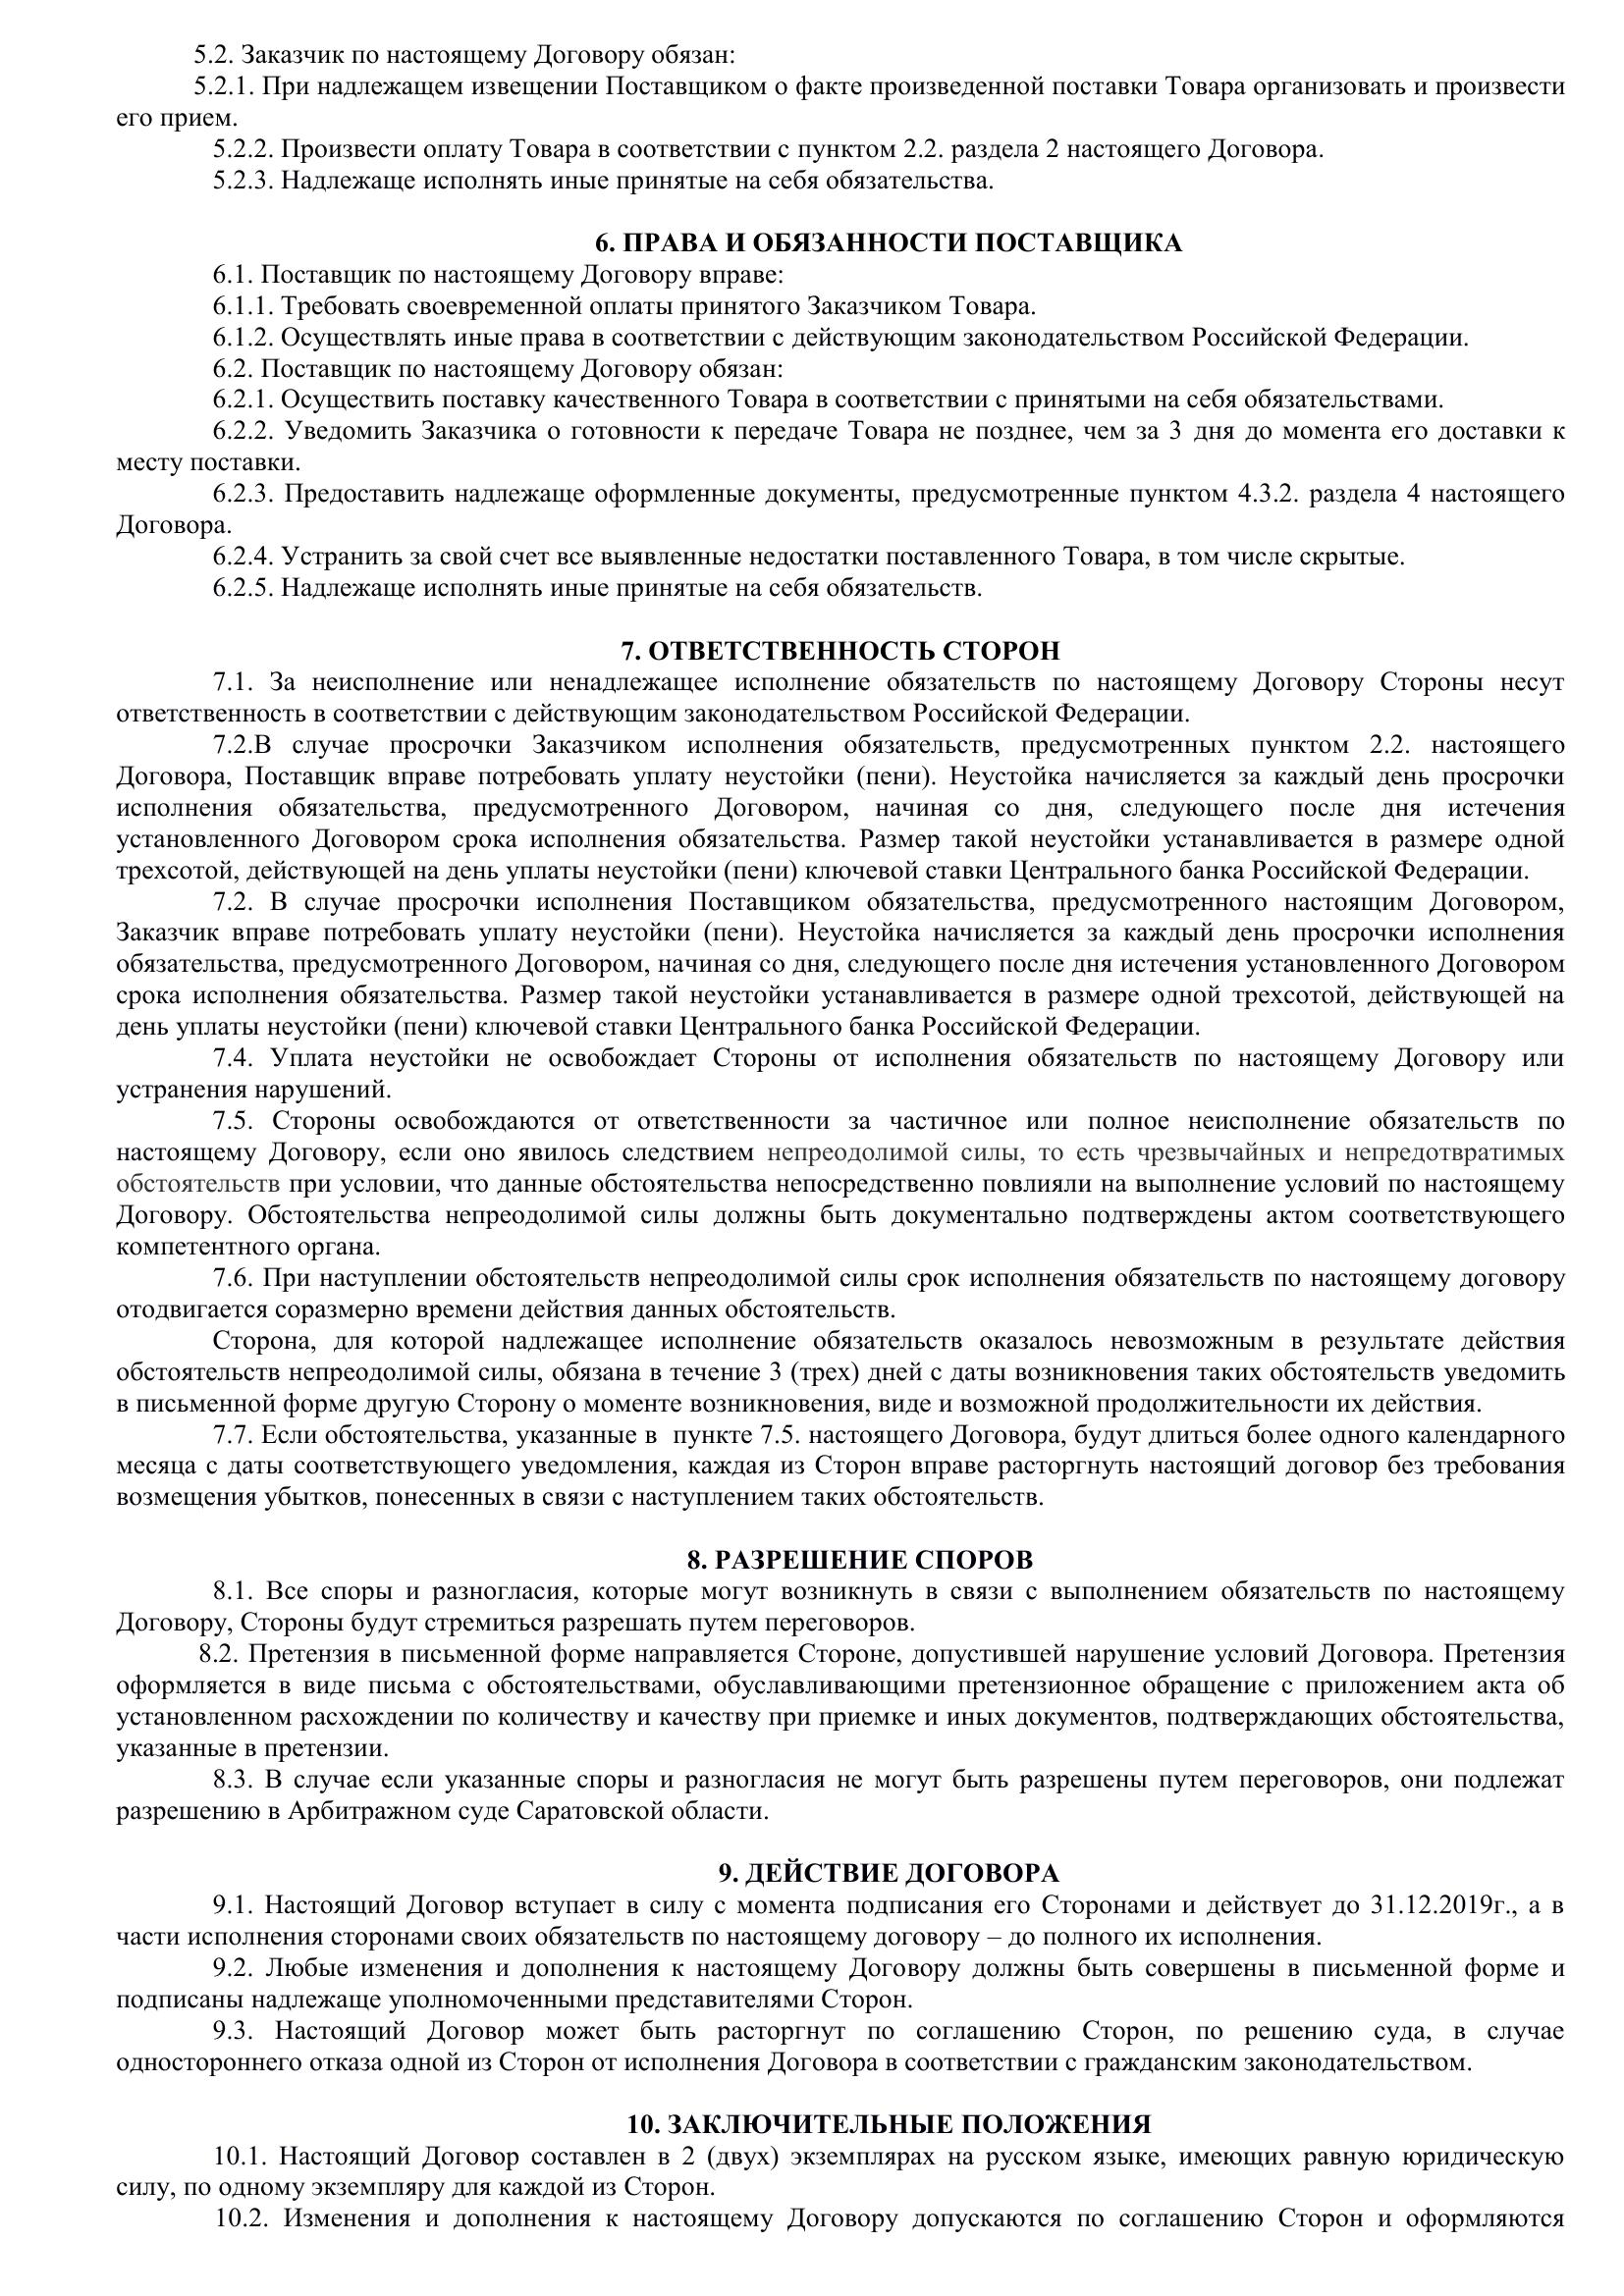 5.2. Заказчик по настоящему Договору обязан:
5.2.1. При надлежащем извещении Поставщиком о факте произведенной поставки Товара организовать и произвести
его прием.
5.2.2. Произвести оплату Товара в соответствии с пунктом 2.2. раздела 2 настоящего Договора.
5.2.3. Надлежаще исполнять иные принятые на себя обязательства.
6. ПРАВА И ОБЯЗАННОСТИ ПОСТАВЩИКА
6.1. Поставщик по настоящему Договору вправе:
6.1.1. Требовать своевременной оплаты принятого Заказчиком Товара.
6.1.2. Осуществлять иные права в соответствии с действующим законодательством Российской Федерации.
6.2. Поставщик по настоящему Договору обязан:
6.2.1. Осуществить поставку качественного Товара в соответствии с принятыми на себя обязательствами.
6.2.2. Уведомить Заказчика о готовности к передаче Товара не позднее, чем за 3 дня до момента его доставки к
месту поставки.
6.2.3. Предоставить надлежаще оформленные документы, предусмотренные пунктом 4.3.2. раздела 4 настоящего
Договора.
6.2.4. Устранить за свой счет все выявленные недостатки поставленного Товара, в том числе скрытые.
6.2.5. Надлежаще исполнять иные принятые на себя обязательств.
7. ОТВЕТСТВЕННОСТЬ СТОРОН
7.1. За неисполнение или ненадлежащее исполнение обязательств по настоящему Договору Стороны несут
ответственность в соответствии с действующим законодательством Российской Федерации.
7.2.В случае просрочки Заказчиком исполнения обязательств, предусмотренных пунктом 2.2. настоящего
Договора, Поставщик вправе потребовать уплату неустойки (пени). Неустойка начисляется за каждый день просрочки
исполнения обязательства, предусмотренного Договором, начиная со дня, следующего после дня истечения
установленного Договором срока исполнения обязательства. Размер такой неустойки устанавливается в размере одной
трехсотой, действующей на день уплаты неустойки (пени) ключевой ставки Центрального банка Российской Федерации.
7.2. В случае просрочки исполнения Поставщиком обязательства, предусмотренного настоящим Договором,
Заказчик вправе потребовать уплату неустойки (пени). Неустойка начисляется за каждый день просрочки исполнения
обязательства, предусмотренного Договором, начиная со дня, следующего после дня истечения установленного Договором
срока исполнения обязательства. Размер такой неустойки устанавливается в размере одной трехсотой, действующей на
день уплаты неустойки (пени) ключевой ставки Центрального банка Российской Федерации.
7.4. Уплата неустойки не освобождает Стороны от исполнения обязательств по настоящему Договору или
устранения нарушений.
7.5. Стороны освобождаются от ответственности за частичное или полное неисполнение обязательств по
настоящему Договору, если оно явилось следствием непреодолимой силы, то есть чрезвычайных и непредотвратимых
обстоятельств при условии, что данные обстоятельства непосредственно повлияли на выполнение условий по настоящему
Договору. Обстоятельства непреодолимой силы должны быть документально подтверждены актом соответствующего
компетентного органа.
7.6. При наступлении обстоятельств непреодолимой силы срок исполнения обязательств по настоящему договору
отодвигается соразмерно времени действия данных обстоятельств.
Сторона, для которой надлежащее исполнение обязательств оказалось невозможным в результате действия
обстоятельств непреодолимой силы, обязана в течение 3 (трех) дней с даты возникновения таких обстоятельств уведомить
в письменной форме другую Сторону о моменте возникновения, виде и возможной продолжительности их действия.
7.7. Если обстоятельства, указанные в  пункте 7.5. настоящего Договора, будут длиться более одного календарного
месяца с даты соответствующего уведомления, каждая из Сторон вправе расторгнуть настоящий договор без требования
возмещения убытков, понесенных в связи с наступлением таких обстоятельств.
8. РАЗРЕШЕНИЕ СПОРОВ
8.1. Все споры и разногласия, которые могут возникнуть в связи с выполнением обязательств по настоящему
Договору, Стороны будут стремиться разрешать путем переговоров.
8.2. Претензия в письменной форме направляется Стороне, допустившей нарушение условий Договора. Претензия
оформляется в виде письма с обстоятельствами, обуславливающими претензионное обращение с приложением акта об
установленном расхождении по количеству и качеству при приемке и иных документов, подтверждающих обстоятельства,
указанные в претензии.
8.3. В случае если указанные споры и разногласия не могут быть разрешены путем переговоров, они подлежат
разрешению в Арбитражном суде Саратовской области.
9. ДЕЙСТВИЕ ДОГОВОРА
9.1. Настоящий Договор вступает в силу с момента подписания его Сторонами и действует до 31.12.2019г., а в
части исполнения сторонами своих обязательств по настоящему договору – до полного их исполнения.
9.2. Любые изменения и дополнения к настоящему Договору должны быть совершены в письменной форме и
подписаны надлежаще уполномоченными представителями Сторон.
9.3. Настоящий Договор может быть расторгнут по соглашению Сторон, по решению суда, в случае
одностороннего отказа одной из Сторон от исполнения Договора в соответствии с гражданским законодательством.
10. ЗАКЛЮЧИТЕЛЬНЫЕ ПОЛОЖЕНИЯ
10.1. Настоящий Договор составлен в 2 (двух) экземплярах на русском языке, имеющих равную юридическую
силу, по одному экземпляру для каждой из Сторон.
10.2. Изменения и дополнения к настоящему Договору допускаются по соглашению Сторон и оформляются